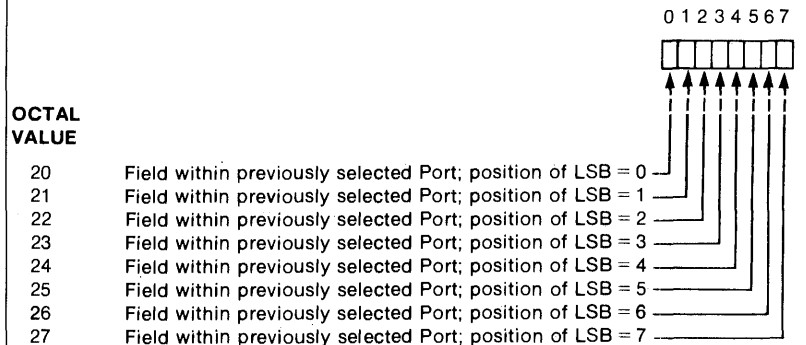 0 1 2 3 4 5 6 7
OCTAL
VALUE
20 Field within previously selected Port; position of LSB = 0
21 Field within previously selected Port; position of LSB = 1
22 Field within previously selected Port; position of LSB = 2
23 Field within previously selected Port; position of LSB = 3
24 Field within previously selected Port; position of LSB = 4
25 Field within previously selected Port; position of LSB = 5
26 Field within previously selected Port; position of LSB = 6
27 Field within previously selected Port; position of LSB = 7